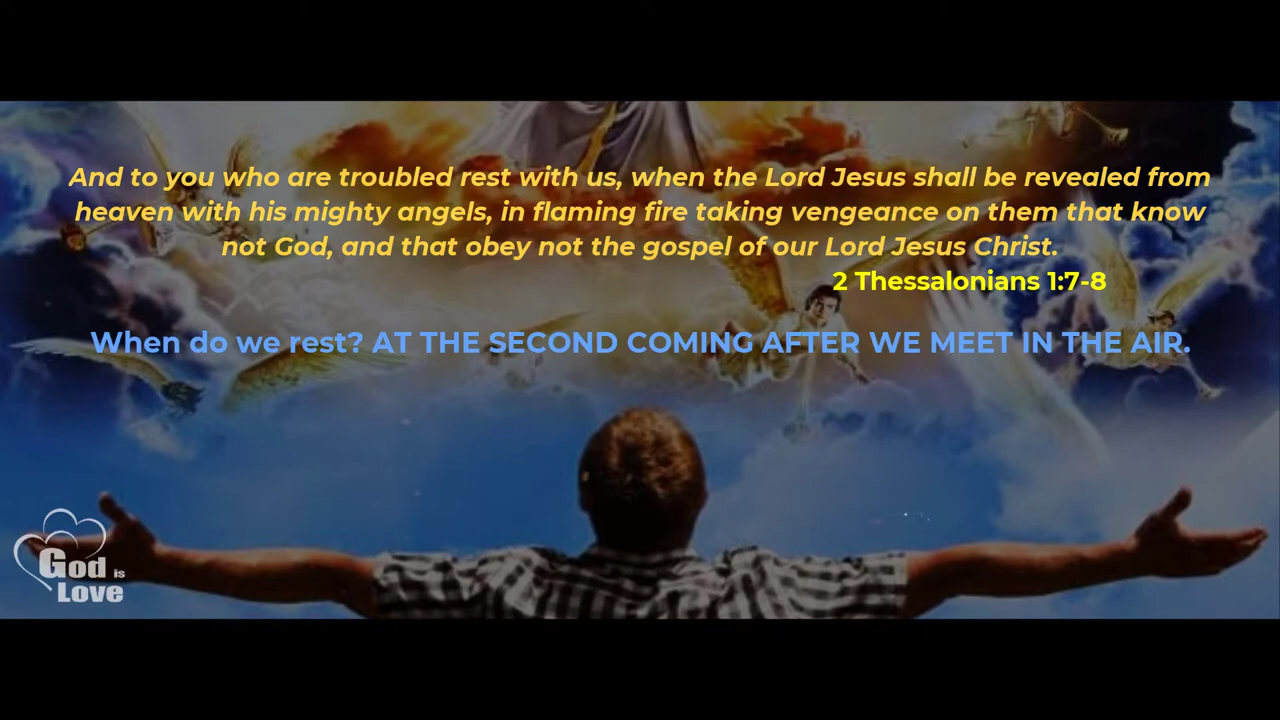 And to you who are troubled rest with us, when the Lord Jesus shall be revealed from
heaven with his mighty angels, in flaming fire taking vengeance on them that know
not God, and that obey not the gospel of our Lord Jesus Christ.
2 Thessalonians 1:7-8
When do we rest? AT THE SECOND COMING AFTER WE MEET IN THE AIR.
God is
Love